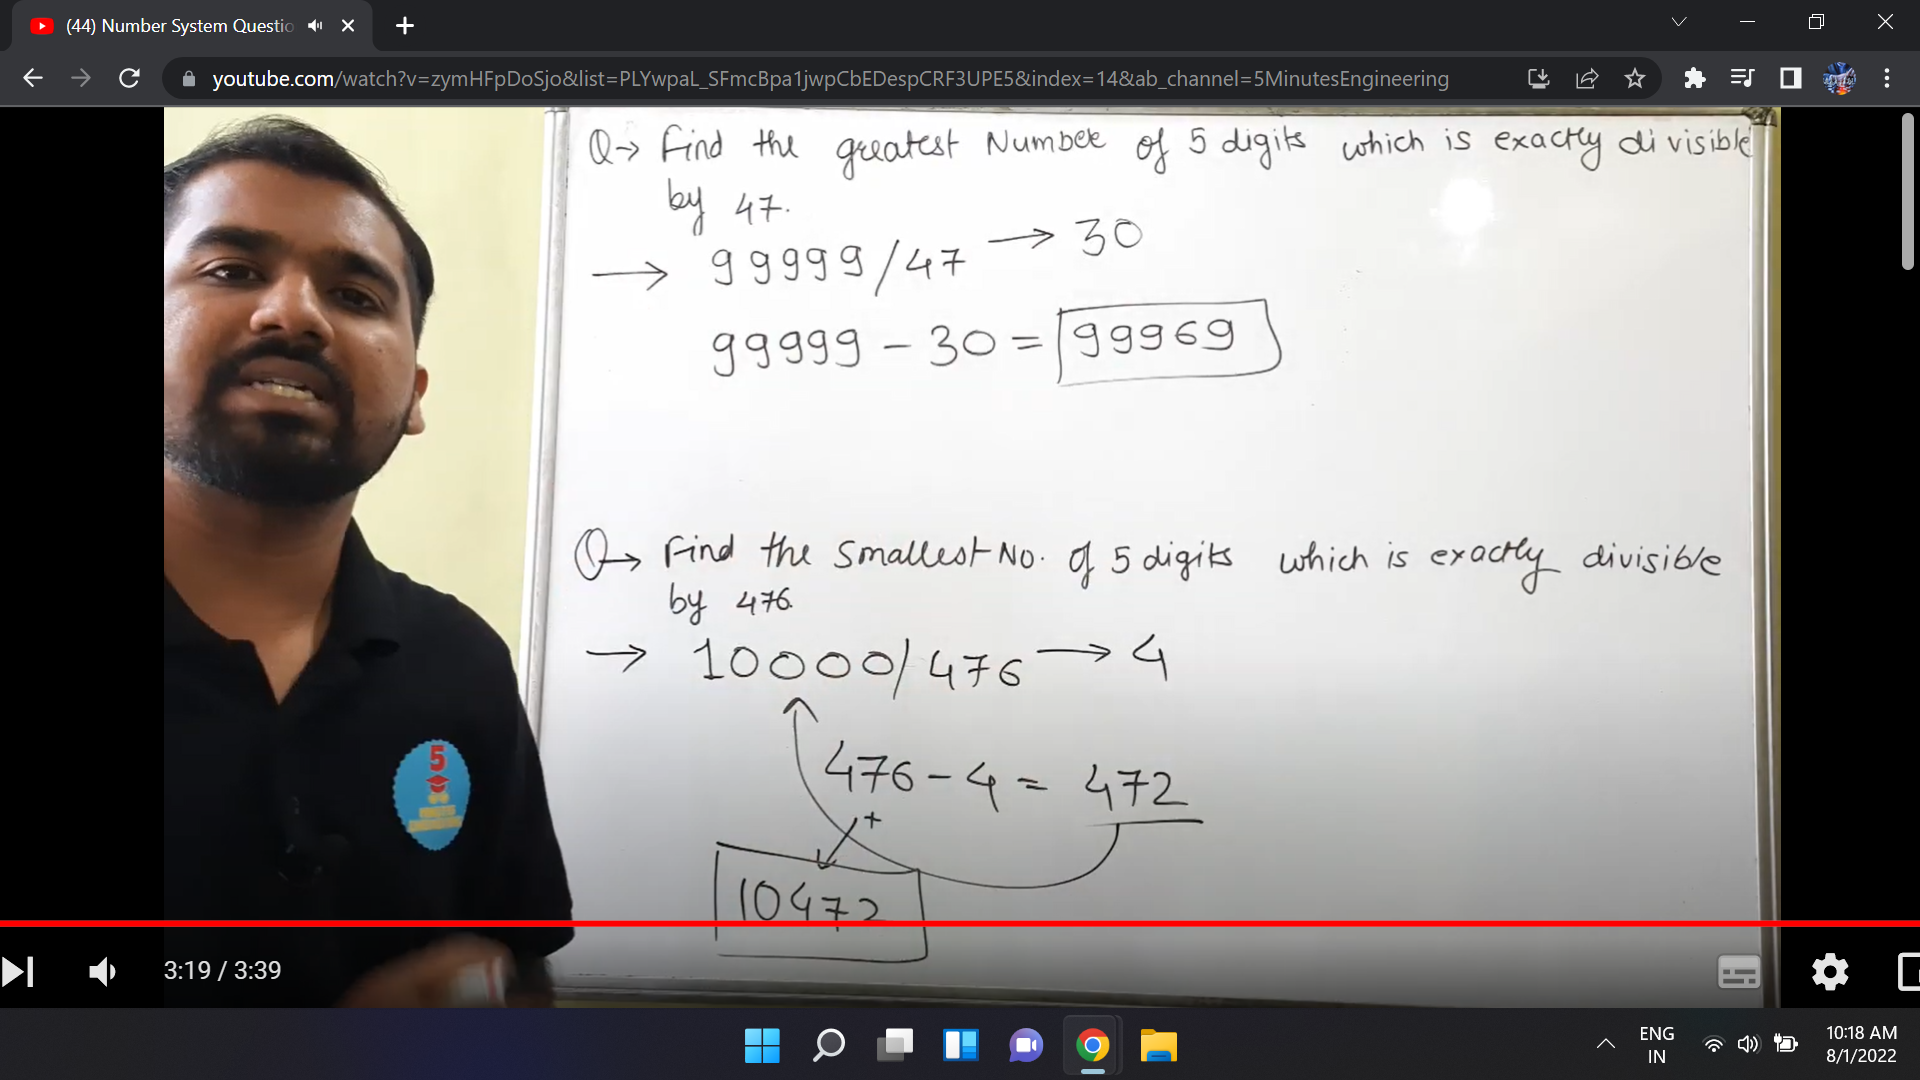 (44) Number System Questio
youtube.com/watch?v=zymHFpDoSjo&list=PLYwpaL_SFmcBpa1jwpCbEDespCRF3UPE5&index=14&ab_channel=5MinutesEngineering
Q→ Find the greatest Number of 5 digits which is exactly divisible
by 47.
→ 99999/47 → 30
99999 - 30 = 99969
Q→ Find the Smallest No. of 5 digits which is exactly divisible
by 476.
→ 10000/476 → 4
476 - 4 = 472
+
10472
5
3:19 / 3:39
ENG
IN
10:18 AM
8/1/2022